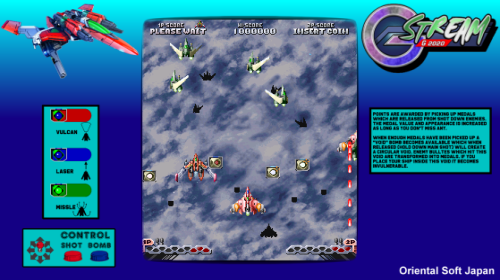 1P SCORE HI SCORE 2P SCORE
PLEASE WAIT 1000000 INSERT COIN
STREAM
G 2020
VULCAN
LASER
MISSLE
CONTROL
SHOT BOMB
POINTS ARE AWARDED BY PICKING UP MEDALS
WHICH ARE RELEASED FROM SHOT DOWN ENEMIES.
THE MEDAL VALUE AND APPEARANCE IS INCREASED
AS LONG AS YOU DON'T MISS ANY.
WHEN ENOUGH MEDALS HAVE BEEN PICKED UP A
"VOID" BOMB BECOMES AVAILABLE WHICH WHEN
RELEASED (HOLD DOWN MAIN SHOT) WILL CREATE
A CIRCULAR VOID. ENEMY BULLETS WHICH HIT THIS
VOID ARE TRANSFORMED INTO MEDALS. IF YOU
PLACE YOUR SHIP INSIDE THIS VOID IT BECOMES
INVULNERABLE.
1P
2P
Oriental Soft Japan